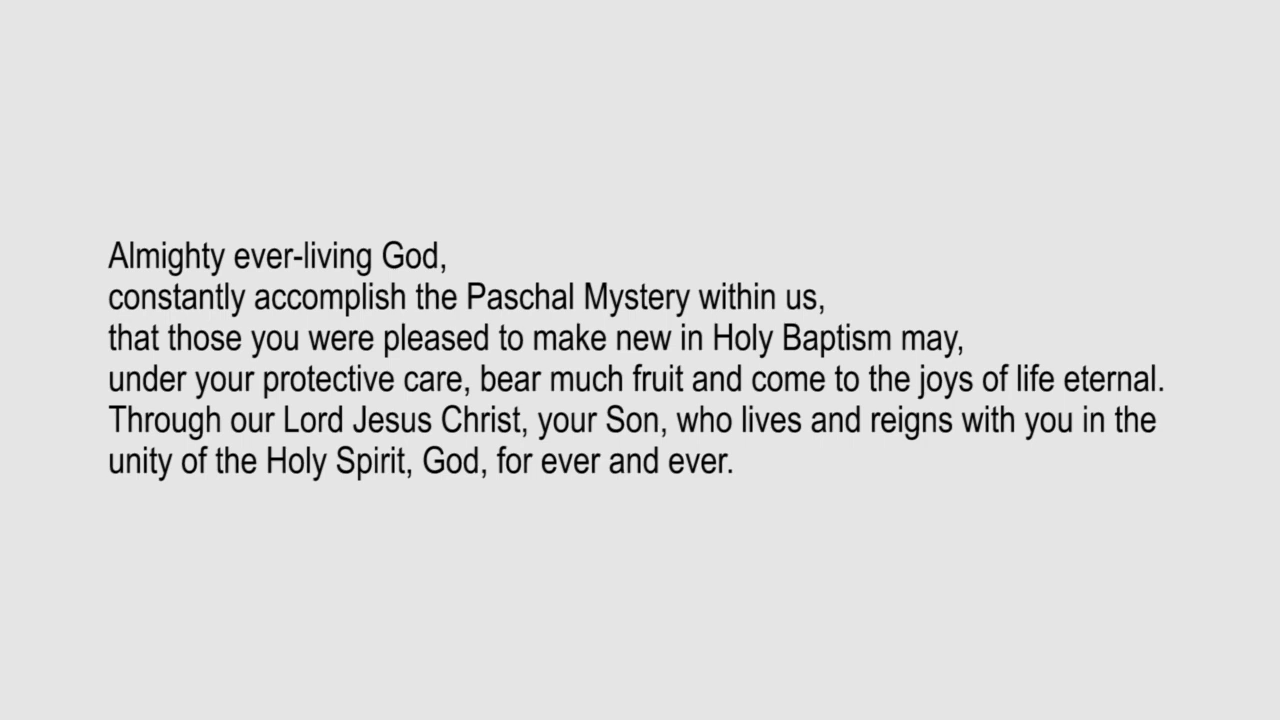 Almighty ever-living God,
constantly accomplish the Paschal Mystery within us,
that those you were pleased to make new in Holy Baptism may,
under your protective care, bear much fruit and come to the joys of life eternal.
Through our Lord Jesus Christ, your Son, who lives and reigns with you in the
unity of the Holy Spirit, God, for ever and ever.